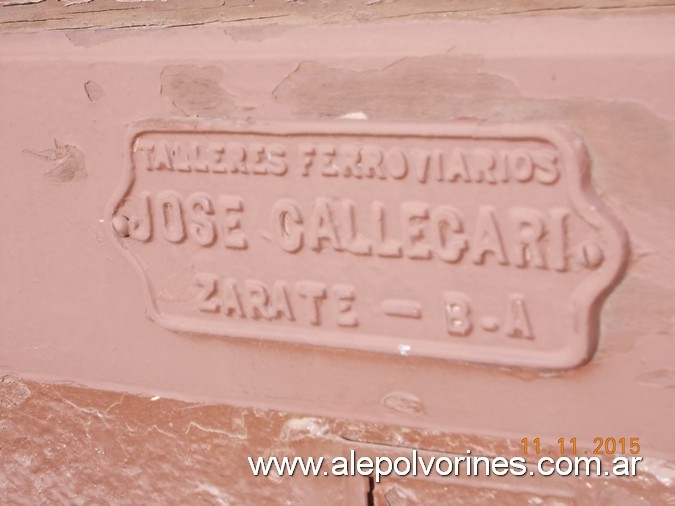 TALLERES FERROVIARIOS
JOSE CALLEGARI
ZARATE - B-A
11.11.2015
www.alepolvorines.com.ar